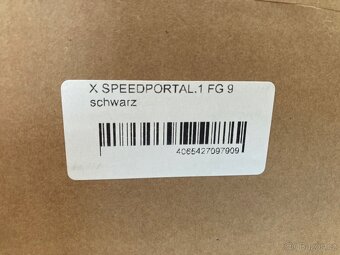 X SPEEDPORTAL.1 FG 9
schwarz
4065427097909